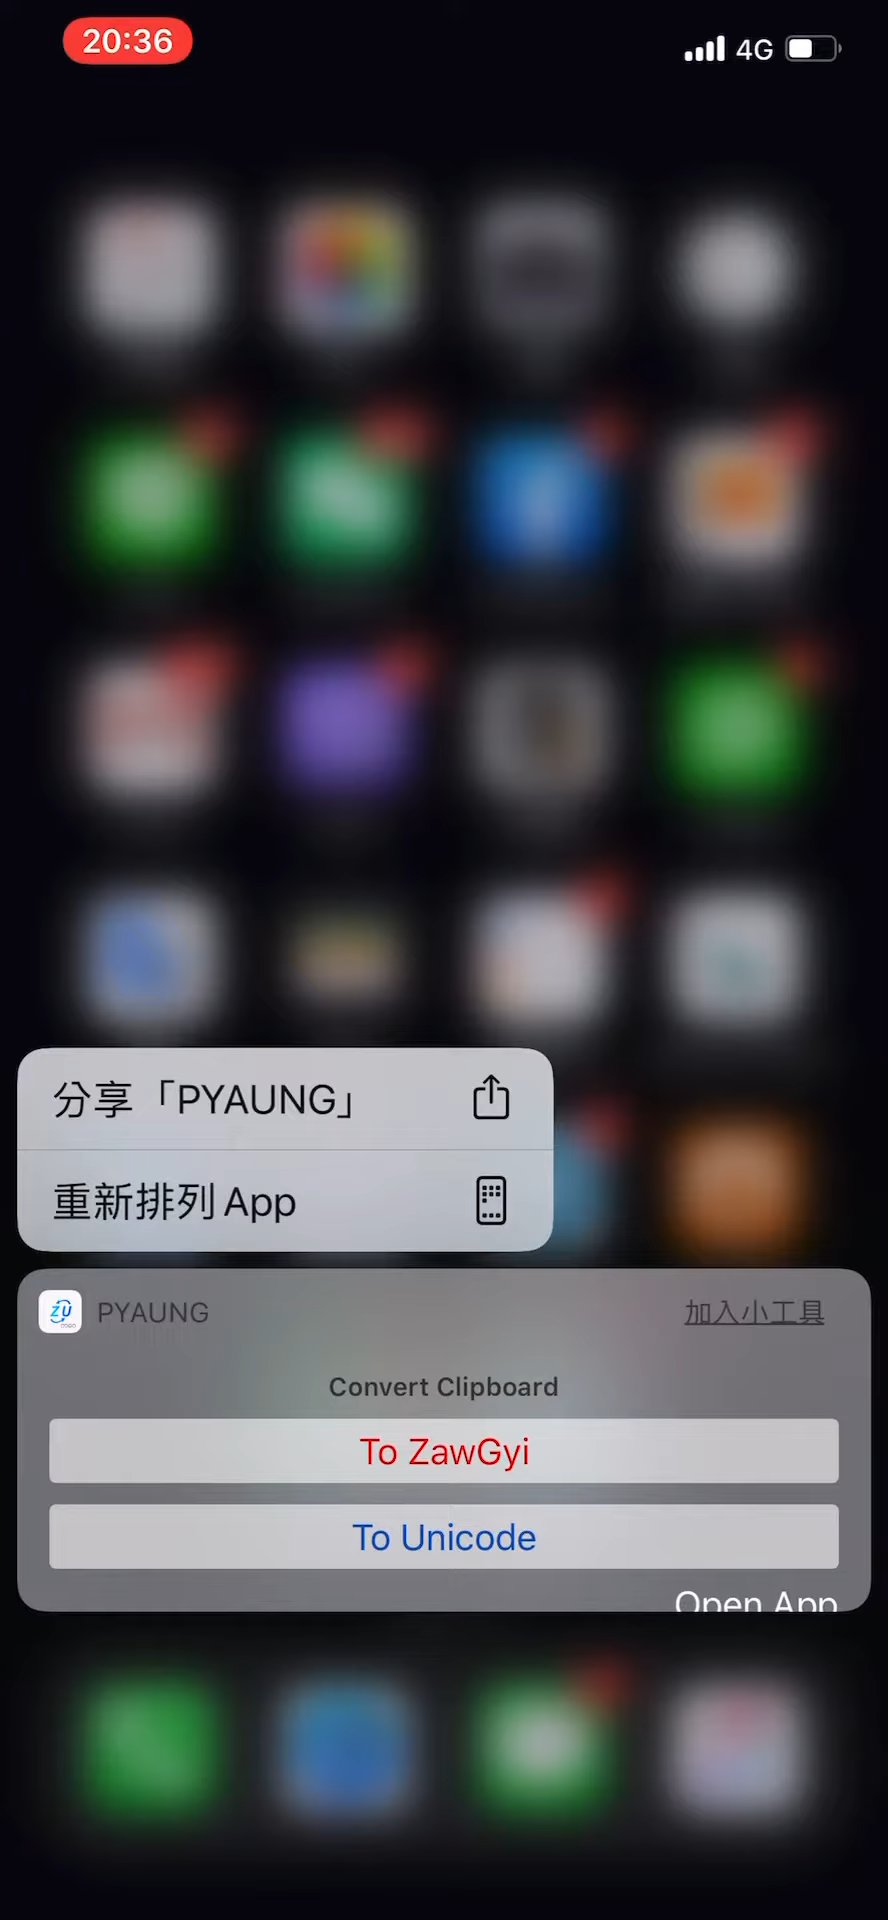 20:36
4G
分享「PYAUNG」
重新排列 App
ZU
PYAUNG
加入小工具
Convert Clipboard
To ZawGyi
To Unicode
Open App